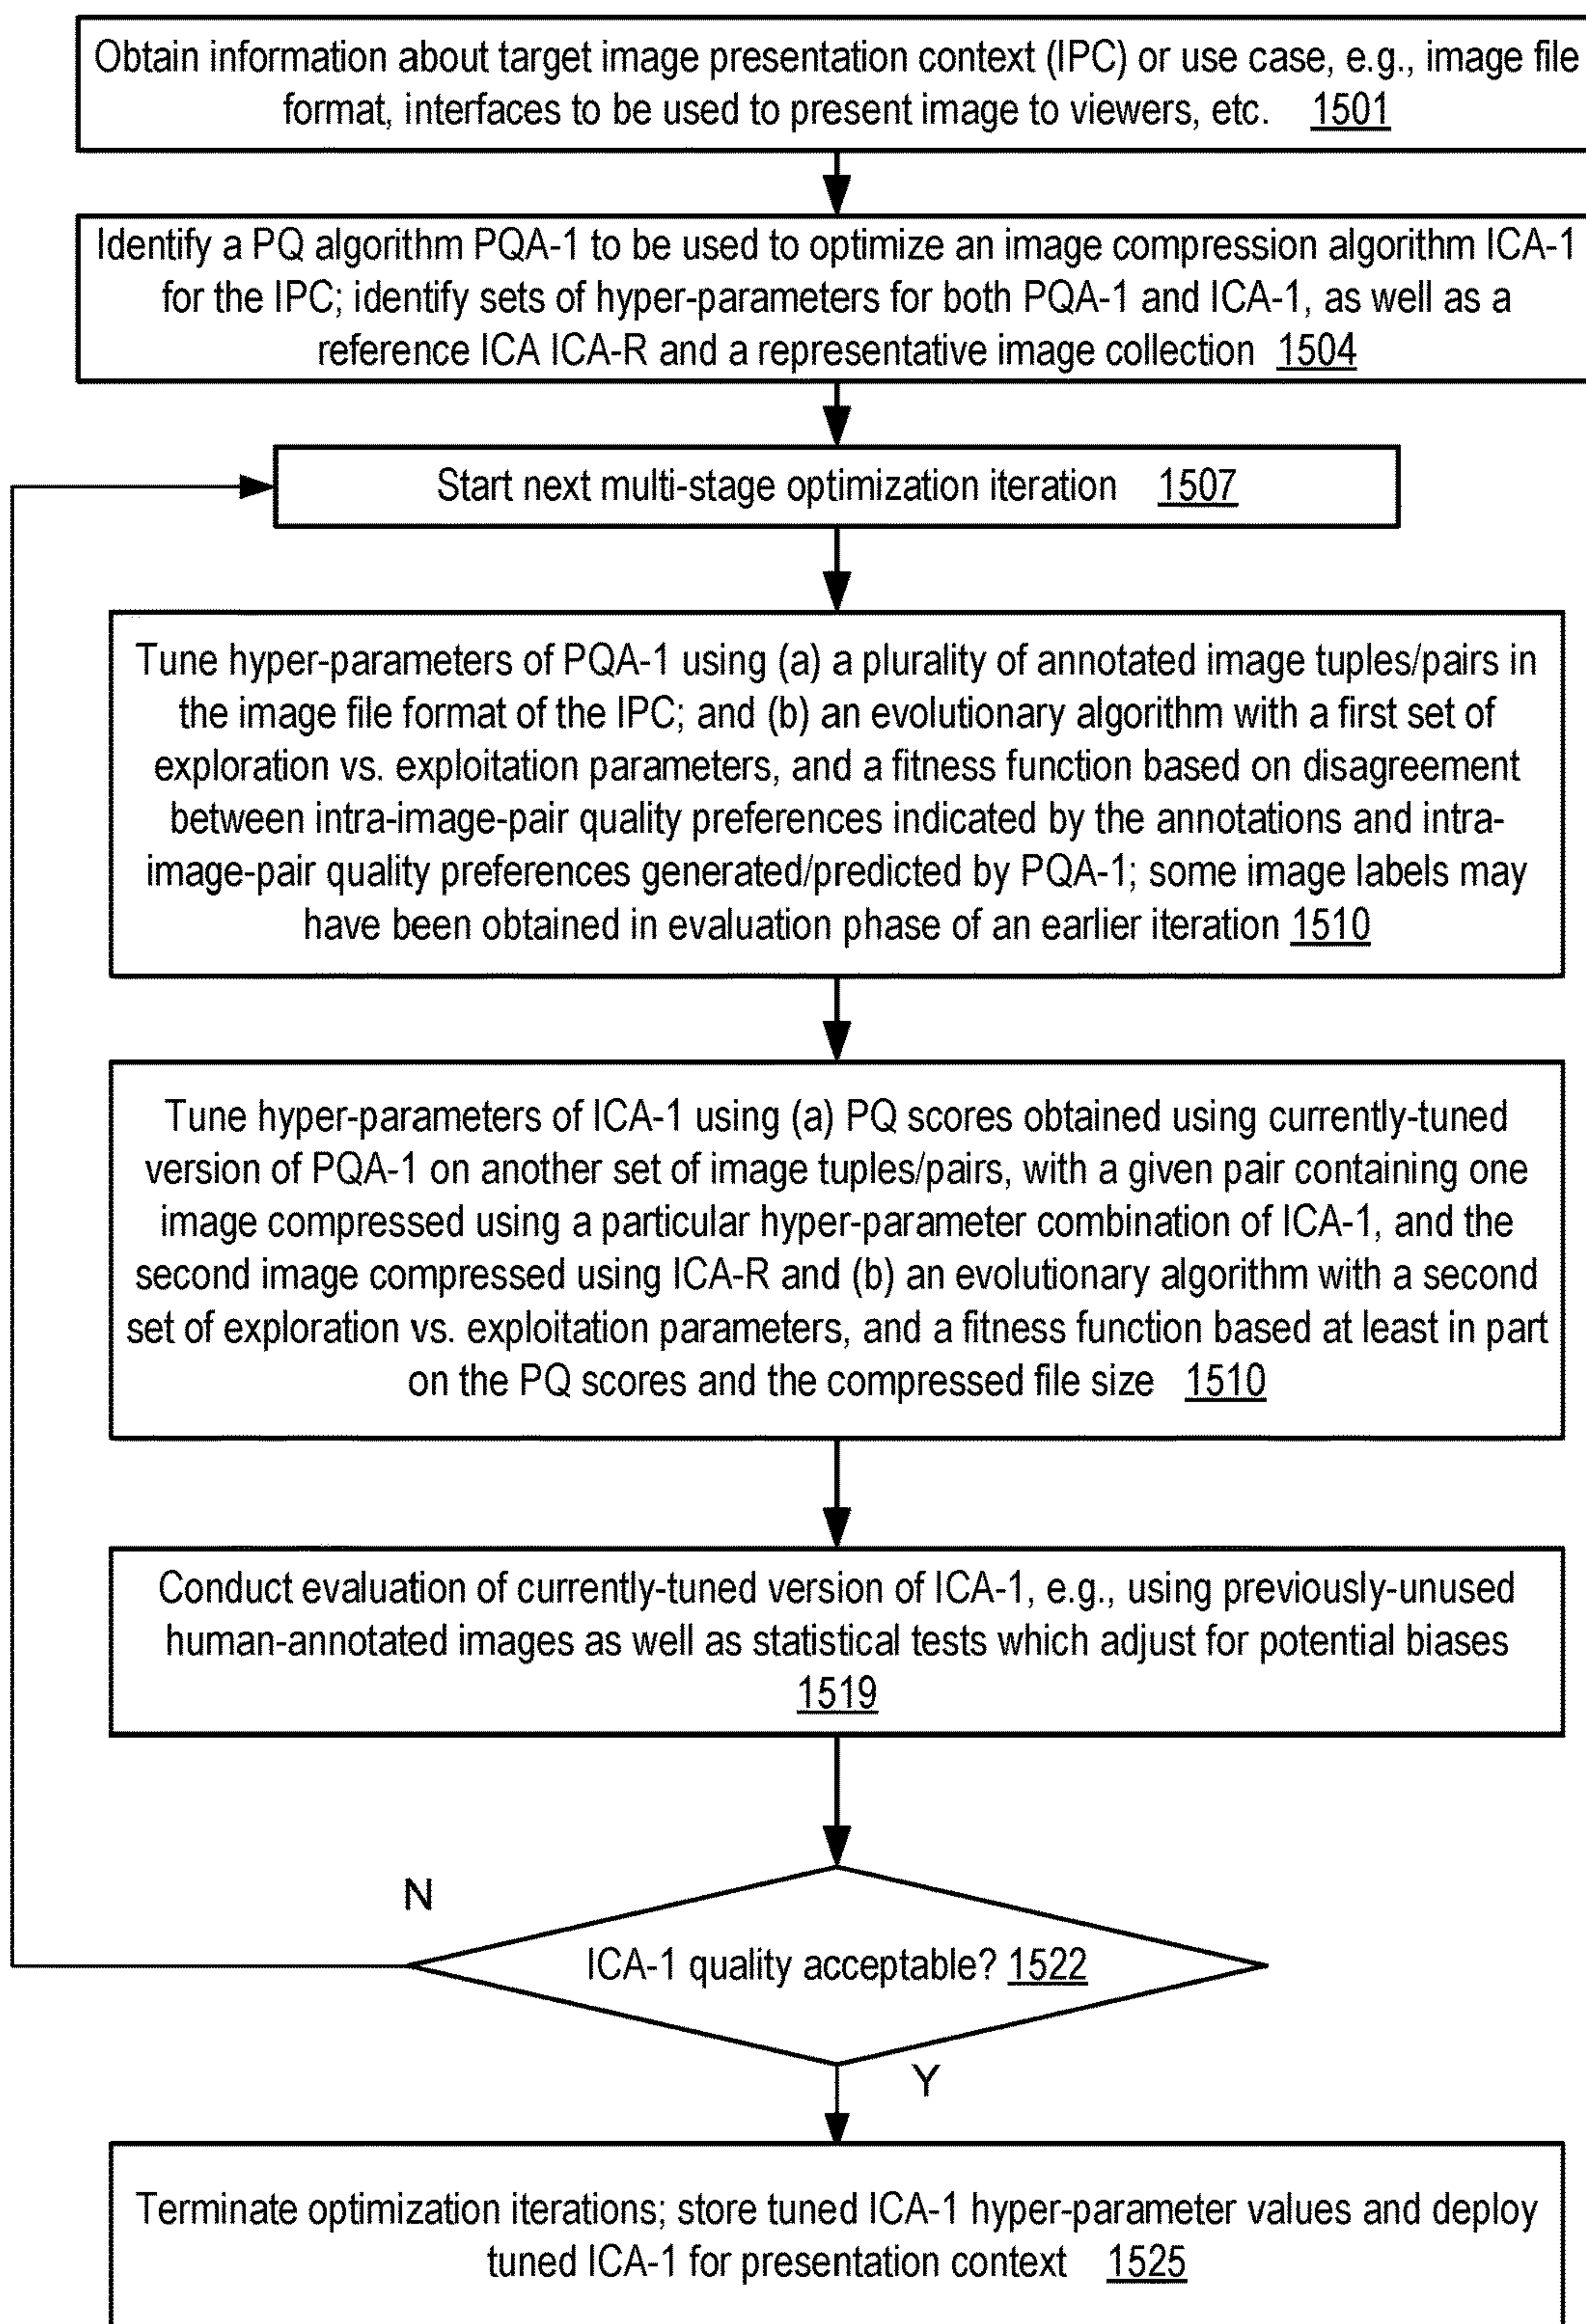 Obtain information about target image presentation context (IPC) or use case, e.g., image file
format, interfaces to be used to present image to viewers, etc. 1501
Identify a PQ algorithm PQA-1 to be used to optimize an image compression algorithm ICA-1
for the IPC; identify sets of hyper-parameters for both PQA-1 and ICA-1, as well as a
reference ICA ICA-R and a representative image collection 1504
Start next multi-stage optimization iteration 1507
Tune hyper-parameters of PQA-1 using (a) a plurality of annotated image tuples/pairs in
the image file format of the IPC; and (b) an evolutionary algorithm with a first set of
exploration vs. exploitation parameters, and a fitness function based on disagreement
between intra-image-pair quality preferences indicated by the annotations and intra-
image-pair quality preferences generated/predicted by PQA-1; some image labels may
have been obtained in evaluation phase of an earlier iteration 1510
Tune hyper-parameters of ICA-1 using (a) PQ scores obtained using currently-tuned
version of PQA-1 on another set of image tuples/pairs, with a given pair containing one
image compressed using a particular hyper-parameter combination of ICA-1, and the
second image compressed using ICA-R and (b) an evolutionary algorithm with a second
set of exploration vs. exploitation parameters, and a fitness function based at least in part
on the PQ scores and the compressed file size 1510
Conduct evaluation of currently-tuned version of ICA-1, e.g., using previously-unused
human-annotated images as well as statistical tests which adjust for potential biases
1519
N
ICA-1 quality acceptable? 1522
Y
Terminate optimization iterations; store tuned ICA-1 hyper-parameter values and deploy
tuned ICA-1 for presentation context 1525